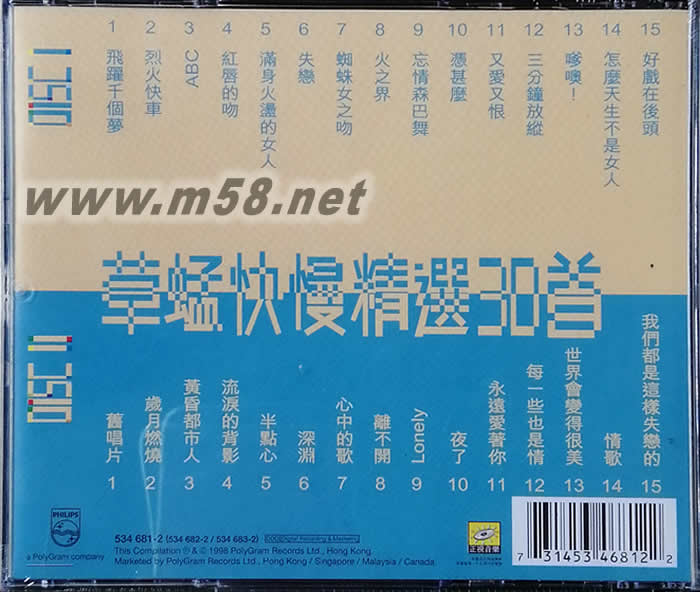 DISC I
1 飛躍千個夢
2 烈火快車
3 ABC
4 紅唇的吻
5 滿身火燙的女人
6 失戀
7 蜘蛛女之吻
8 火之界
9 忘情森巴舞
10 憑甚麼
11 又愛又恨
12 三分鐘放縱
13 嗲噢！
14 怎麼天生不是女人
15 好戲在後頭
www.m58.net
草蜢快慢精選30首
DISC II
舊唱片 1
歲月燃燒 2
黃昏都市人 3
流淚的背影 4
半點心 5
深淵 6
心中的歌 7
離不開 8
Lonely 9
夜了 10
永遠愛著你 11
每一些也是情 12
世界會變得很美 13
情歌 14
我們都是這樣失戀的 15
PHILIPS
a PolyGram company
534 681-2 (534 682-2 / 534 683-2)
Digital Recording & Mastering
This Compilation ℗ & © 1998 PolyGram Records Ltd., Hong Kong.
Marketed by PolyGram Records Ltd., Hong Kong / Singapore / Malaysia / Canada
正視音樂
7 31453 46812 2